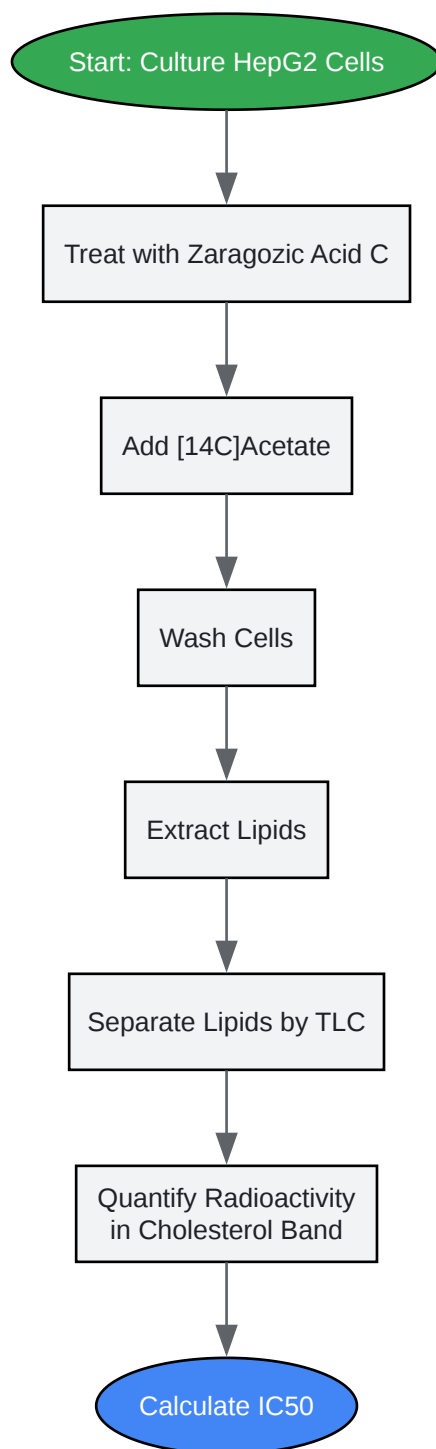 Start: Culture HepG2 Cells
Treat with Zaragozic Acid C
Add [14C]Acetate
Wash Cells
Extract Lipids
Separate Lipids by TLC
Quantify Radioactivity
in Cholesterol Band
Calculate IC50